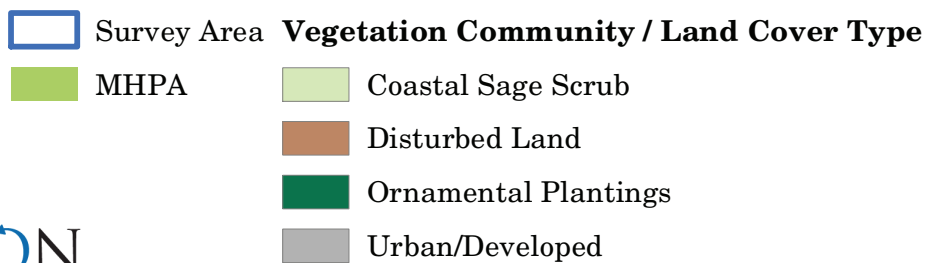 Survey Area Vegetation Community / Land Cover Type
MHPA Coastal Sage Scrub
Disturbed Land
Ornamental Plantings
Urban/Developed